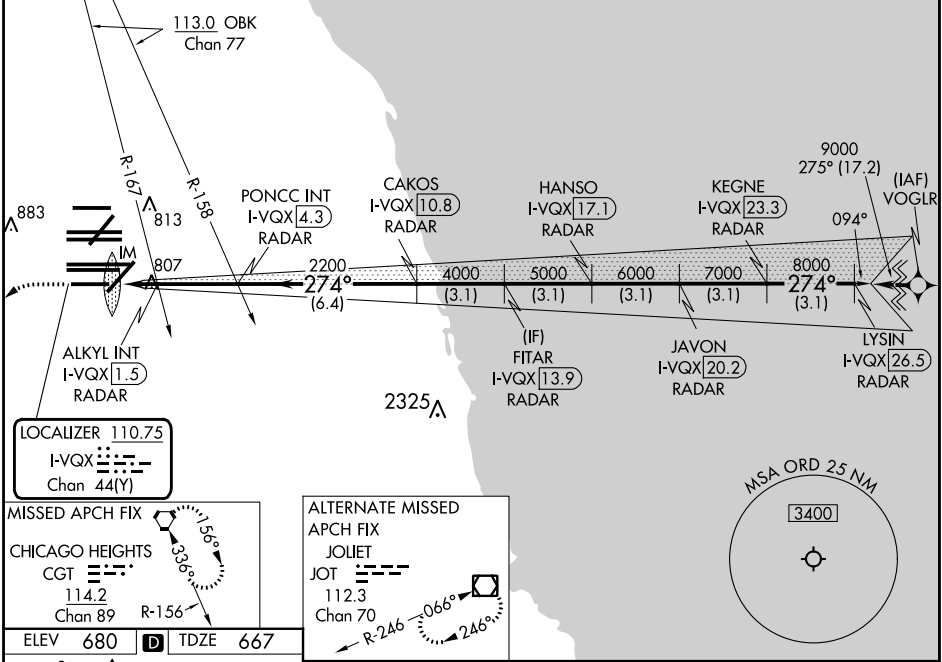 113.0 OBK
Chan 77
R-167
R-158
883
813
IM
807
PONCC INT
I-VQX 4.3
RADAR
CAKOS
I-VQX 10.8
RADAR
HANSO
I-VQX 17.1
RADAR
KEGNE
I-VQX 23.3
RADAR
9000
275° (17.2)
094°
(IAF)
VOGLR
2200
274°
(6.4)
4000
(3.1)
5000
(3.1)
6000
(3.1)
7000
(3.1)
8000
274°
(3.1)
ALKYL INT
I-VQX 1.5
RADAR
(IF)
FITAR
I-VQX 13.9
RADAR
JAVON
I-VQX 20.2
RADAR
LYSIN
I-VQX 26.5
RADAR
2325
LOCALIZER 110.75
I-VQX
Chan 44(Y)
MISSED APCH FIX
CHICAGO HEIGHTS
CGT
114.2
Chan 89
R-156
156°
336°
ALTERNATE MISSED
APCH FIX
JOLIET
JOT
112.3
Chan 70
R-246
066°
246°
MSA ORD 25 NM
3400
ELEV 680 D TDZE 667